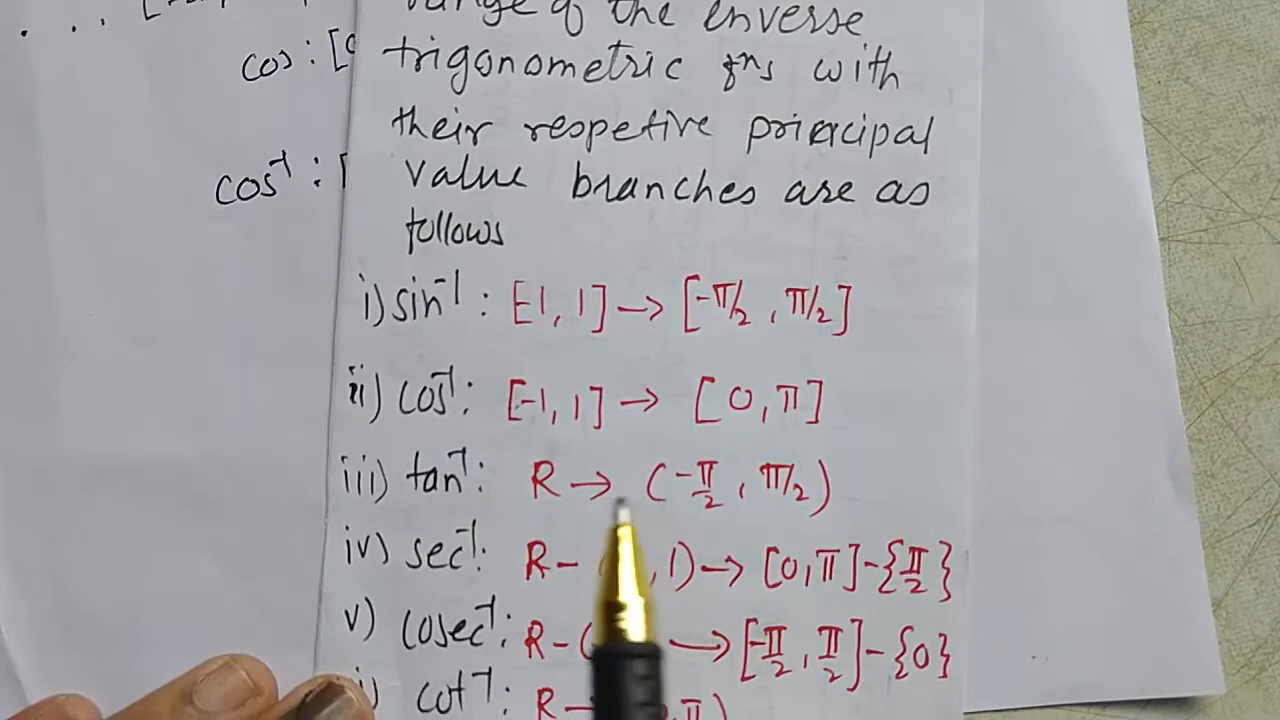 cos : [0
cos⁻¹ : [
range of the inverse
trigonometric fⁿs with
their respetive principal
value branches are as
follows
i) sin⁻¹ : [-1, 1] → [-π/2, π/2]
ii) cos⁻¹ : [-1, 1] → [0, π]
iii) tan⁻¹ : R → (-π/2, π/2)
iv) sec⁻¹ : R - ( , 1) → [0, π] - {π/2}
v) cosec⁻¹ : R - ( → [-π/2, π/2] - {0}
i) cot⁻¹ : R → , π)